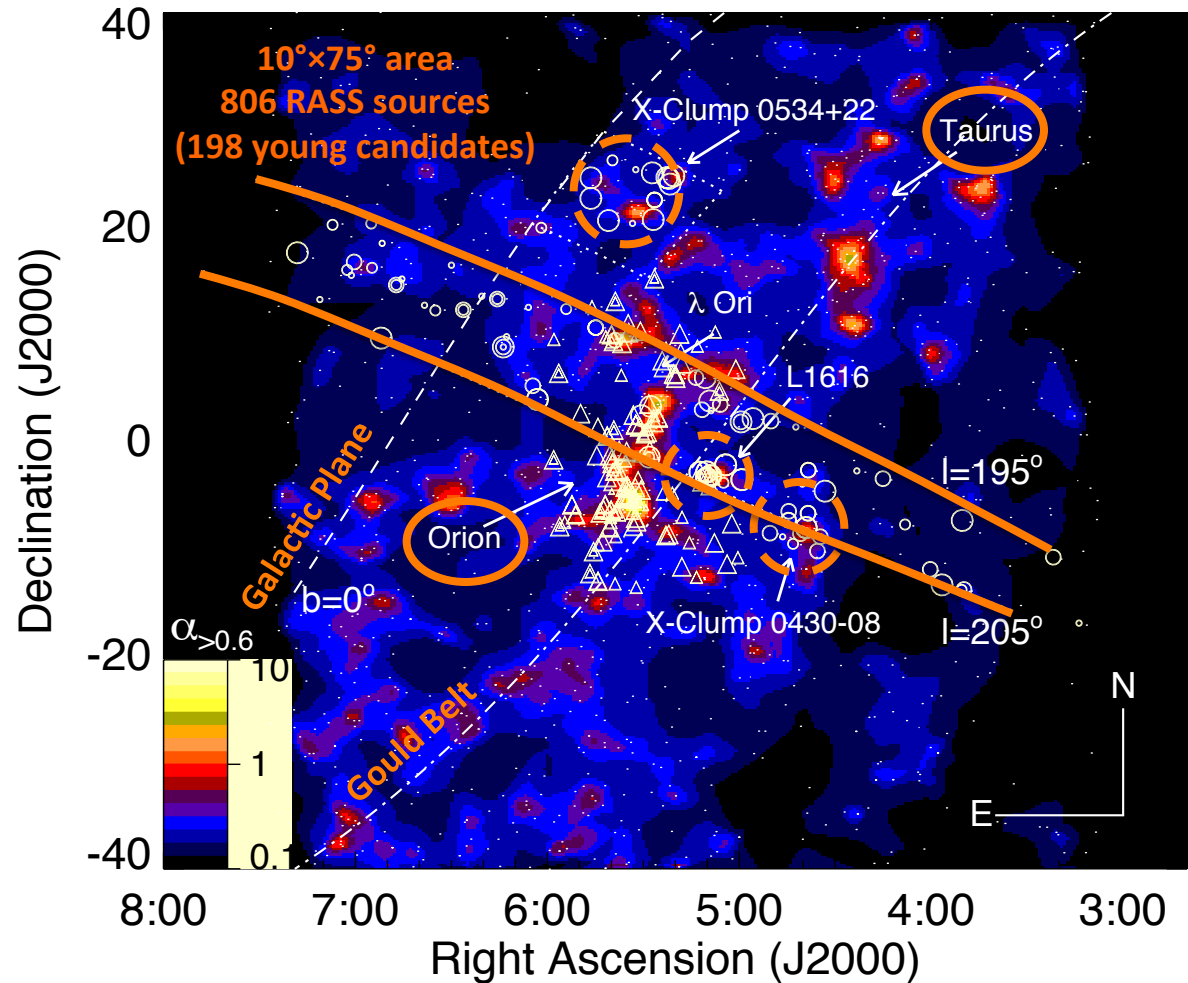 40
20
0
-20
-40
Declination (J2000)
10°×75° area
806 RASS sources
(198 young candidates)
X-Clump 0534+22
Taurus
λ Ori
L1616
l=195°
Galactic Plane
Orion
b=0°
X-Clump 0430-08
l=205°
α>0.6
10
1
0.1
Gould Belt
N
E
8:00
7:00
6:00
5:00
4:00
3:00
Right Ascension (J2000)